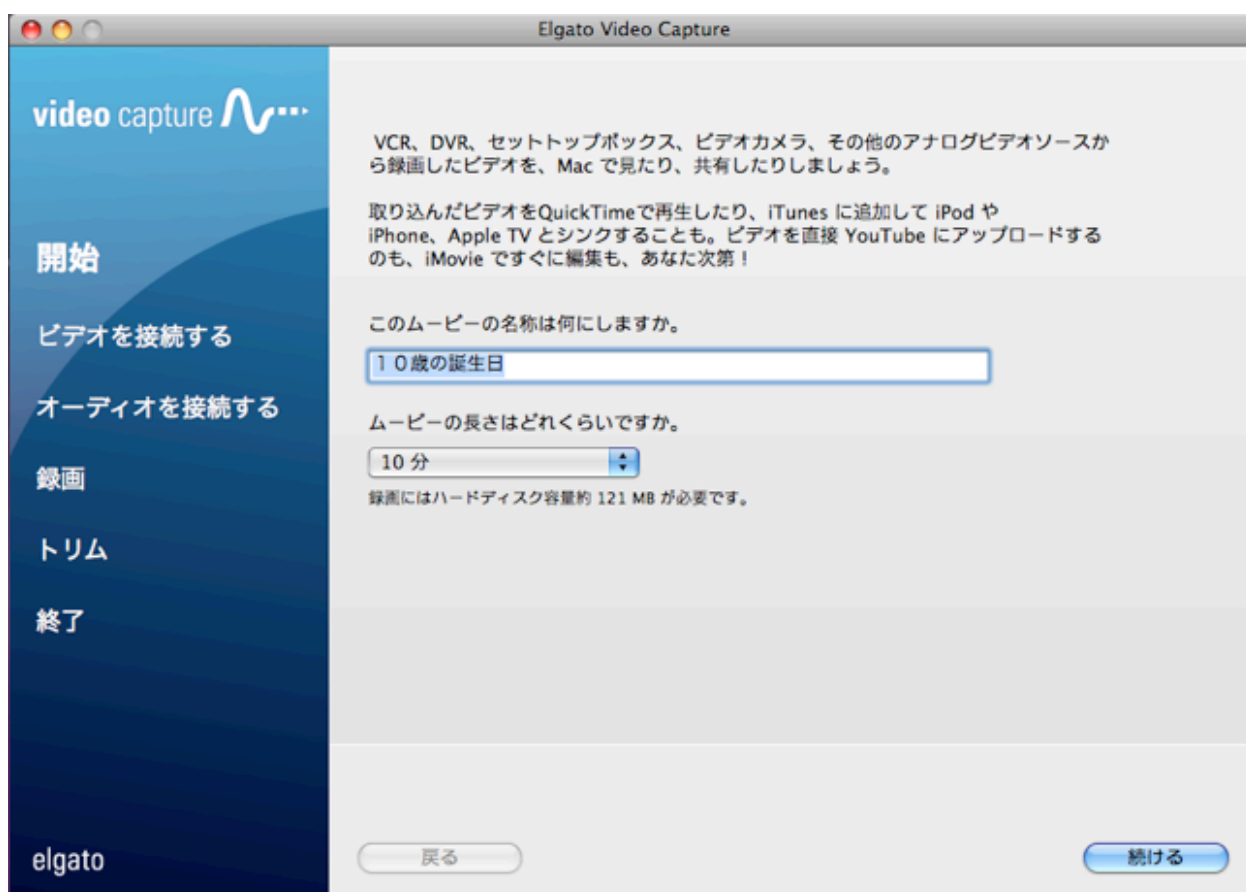 Elgato Video Capture
video capture
開始
ビデオを接続する
オーディオを接続する
録画
トリム
終了
elgato
VCR、DVR、セットトップボックス、ビデオカメラ、その他のアナログビデオソースか
ら録画したビデオを、Mac で見たり、共有したりしましょう。
取り込んだビデオをQuickTimeで再生したり、iTunes に追加して iPod や
iPhone、Apple TV とシンクすることも。ビデオを直接 YouTube にアップロードする
のも、iMovie ですぐに編集も、あなた次第！
このムービーの名称は何にしますか。
１０歳の誕生日
ムービーの長さはどれくらいですか。
10 分
録画にはハードディスク容量約 121 MB が必要です。
戻る
続ける